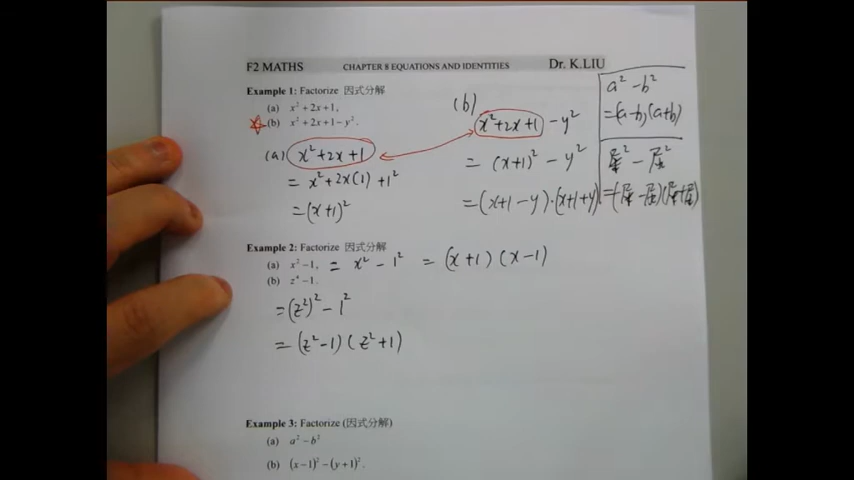 F2 MATHS CHAPTER 8 EQUATIONS AND IDENTITIES Dr. K.LIU
Example 1: Factorize 因式分解
(a) x² + 2x + 1,
(b) x² + 2x + 1 − y².
(a) x² + 2x + 1
= x² + 2x(1) + 1²
= (x+1)²
(b)
x² + 2x + 1 − y²
= (x+1)² − y²
= (x+1−y)·(x+1+y)
a² − b²
= (a−b)(a+b)
屎² − 尿²
Example 2: Factorize 因式分解
(a) x² − 1, = x² − 1² = (x+1)(x−1)
(b) z⁴ − 1.
= (z²)² − 1²
= (z²−1)(z²+1)
Example 3: Factorize (因式分解)
(a) a² − b²
(b) (x−1)² − (y+1)².